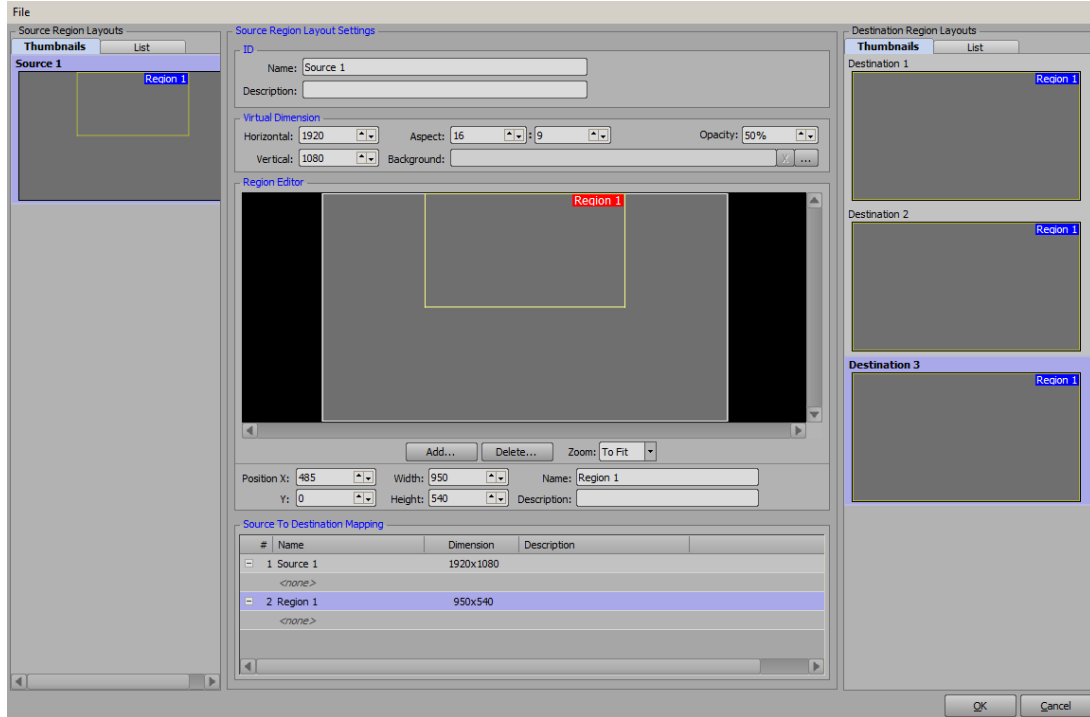 File
Source Region Layouts
Thumbnails List
Source 1
Region 1
Source Region Layout Settings
ID
Name: Source 1
Description:
Virtual Dimension
Horizontal: 1920 Aspect: 16 : 9 Opacity: 50%
Vertical: 1080 Background: X ...
Region Editor
Region 1
Add... Delete... Zoom: To Fit
Position X: 485 Width: 950 Name: Region 1
Y: 0 Height: 540 Description:
Source To Destination Mapping
# Name Dimension Description
1 Source 1 1920x1080
<none>
2 Region 1 950x540
<none>
Destination Region Layouts
Thumbnails List
Destination 1
Region 1
Destination 2
Region 1
Destination 3
Region 1
OK Cancel